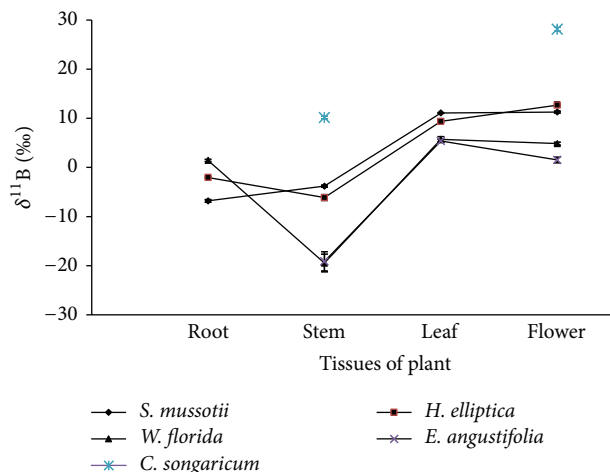 30
20
10
0
−10
−20
−30
δ¹¹B (‰)
Root Stem Leaf Flower
Tissues of plant
S. mussotii H. elliptica
W. florida E. angustifolia
C. songaricum